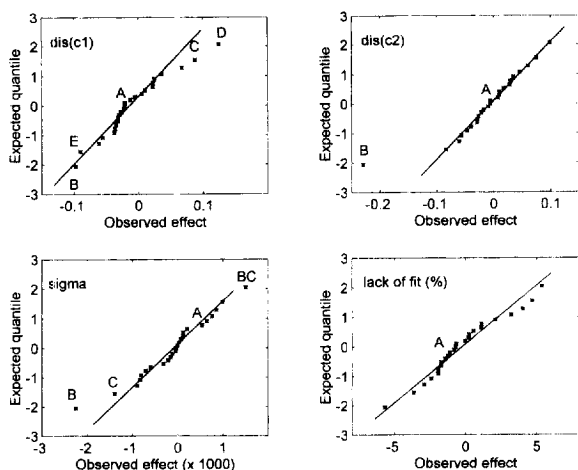 dis(c1)
D
C
A
E
B
Expected quantile
3
2
1
0
-1
-2
-3
-0.1
0
0.1
Observed effect
dis(c2)
A
B
Expected quantile
3
2
1
0
-1
-2
-3
-0.2
-0.1
0
0.1
Observed effect
sigma
BC
A
C
B
Expected quantile
3
2
1
0
-1
-2
-3
-2
0
2
Observed effect (x 1000)
lack of fit (%)
A
Expected quantile
3
2
1
0
-1
-2
-3
-5
0
5
Observed effect